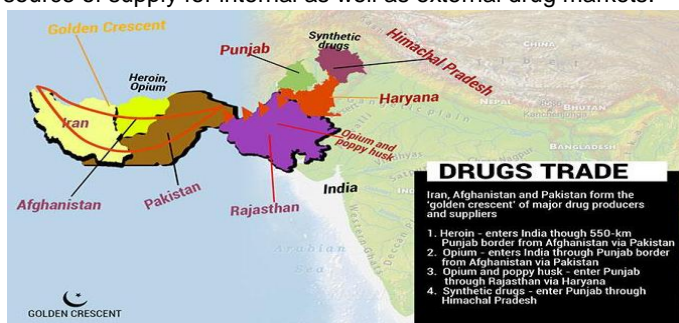 source of supply for internal as well as external drug markets.
Golden Crescent
Heroin,
Opium
Punjab
Synthetic
drugs
Himachal Pradesh
Haryana
Iran
Opium and
poppy husk
Afghanistan
Pakistan
Rajasthan
India
CHINA
NEPAL
BHUTAN
BANGLADESH
Arabian
Sea
DRUGS TRADE
Iran, Afghanistan and Pakistan form the
'golden crescent' of major drug producers
and suppliers
1. Heroin - enters India though 550-km
Punjab border from Afghanistan via Pakistan
2. Opium - enters India through Punjab border
from Afghanistan via Pakistan
3. Opium and poppy husk - enter Punjab
through Rajasthan via Haryana
4. Synthetic drugs - enter Punjab through
Himachal Pradesh
GOLDEN CRESCENT